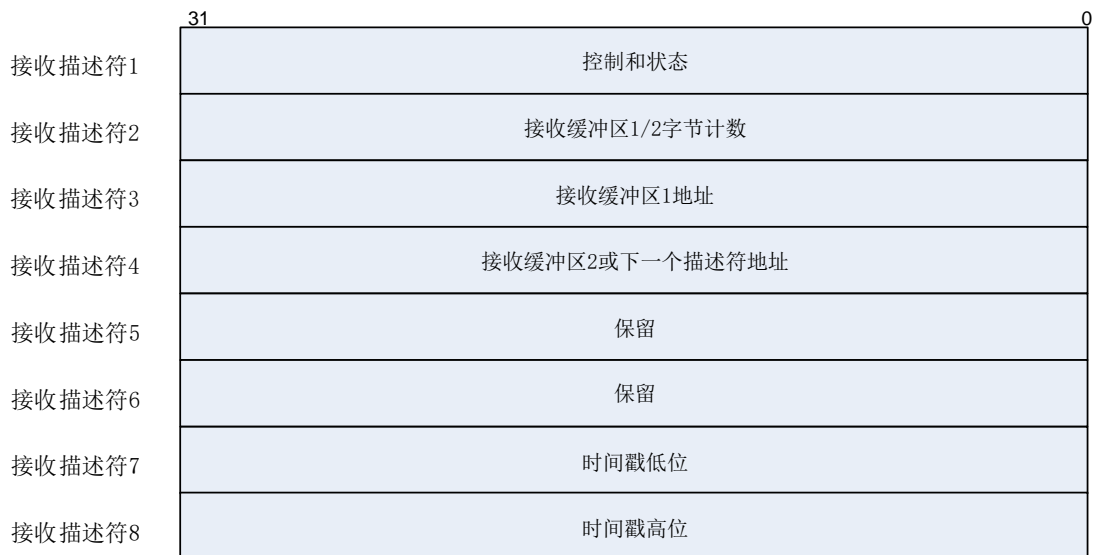 31 0
接收描述符1 控制和状态
接收描述符2 接收缓冲区1/2字节计数
接收描述符3 接收缓冲区1地址
接收描述符4 接收缓冲区2或下一个描述符地址
接收描述符5 保留
接收描述符6 保留
接收描述符7 时间戳低位
接收描述符8 时间戳高位